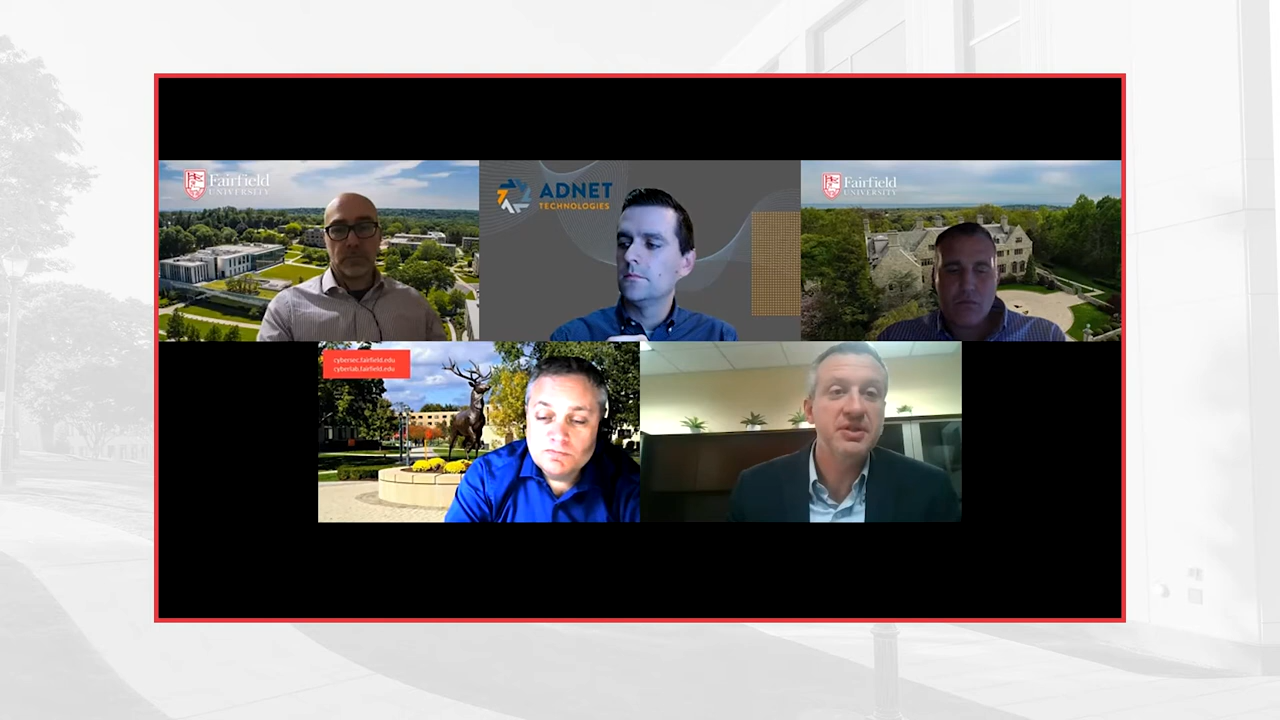 Fairfield
UNIVERSITY
ADNET
TECHNOLOGIES
Fairfield
UNIVERSITY
cybersec.fairfield.edu
cyberlab.fairfield.edu